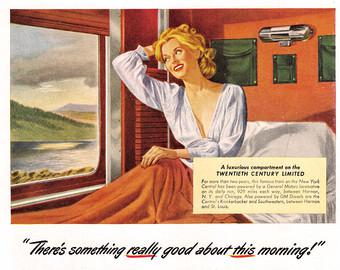 A luxurious compartment on the
TWENTIETH CENTURY LIMITED
For more than two years, this famous train on the New York
Central has been powered by a General Motors locomotive
on its daily run, 929 miles each way, between Harmon,
N. Y. and Chicago. Also powered by GM Diesels are the
Central's Knickerbocker and Southwestern, between Harmon
and St. Louis.
"There's something really good about this morning!"